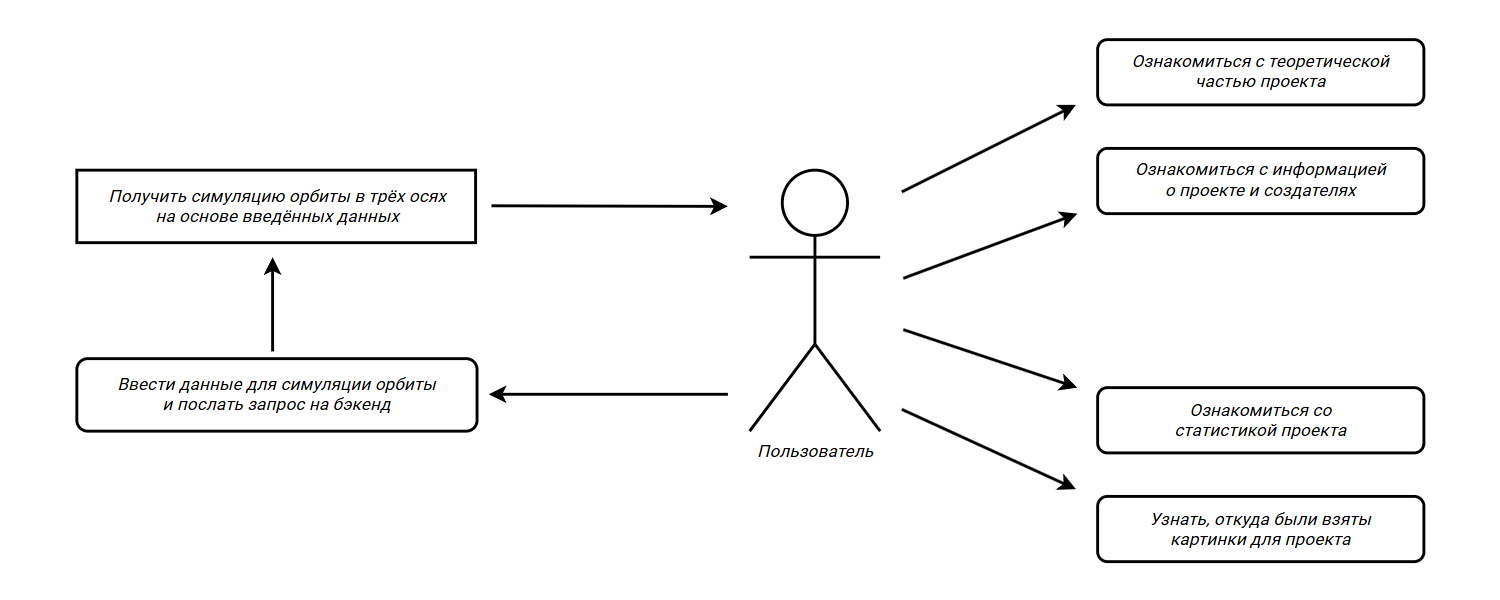 Ознакомиться с теоретической
частью проекта
Ознакомиться с информацией
о проекте и создателях
Получить симуляцию орбиты в трёх осях
на основе введённых данных
Ввести данные для симуляции орбиты
и послать запрос на бэкенд
Пользователь
Ознакомиться со
статистикой проекта
Узнать, откуда были взяты
картинки для проекта